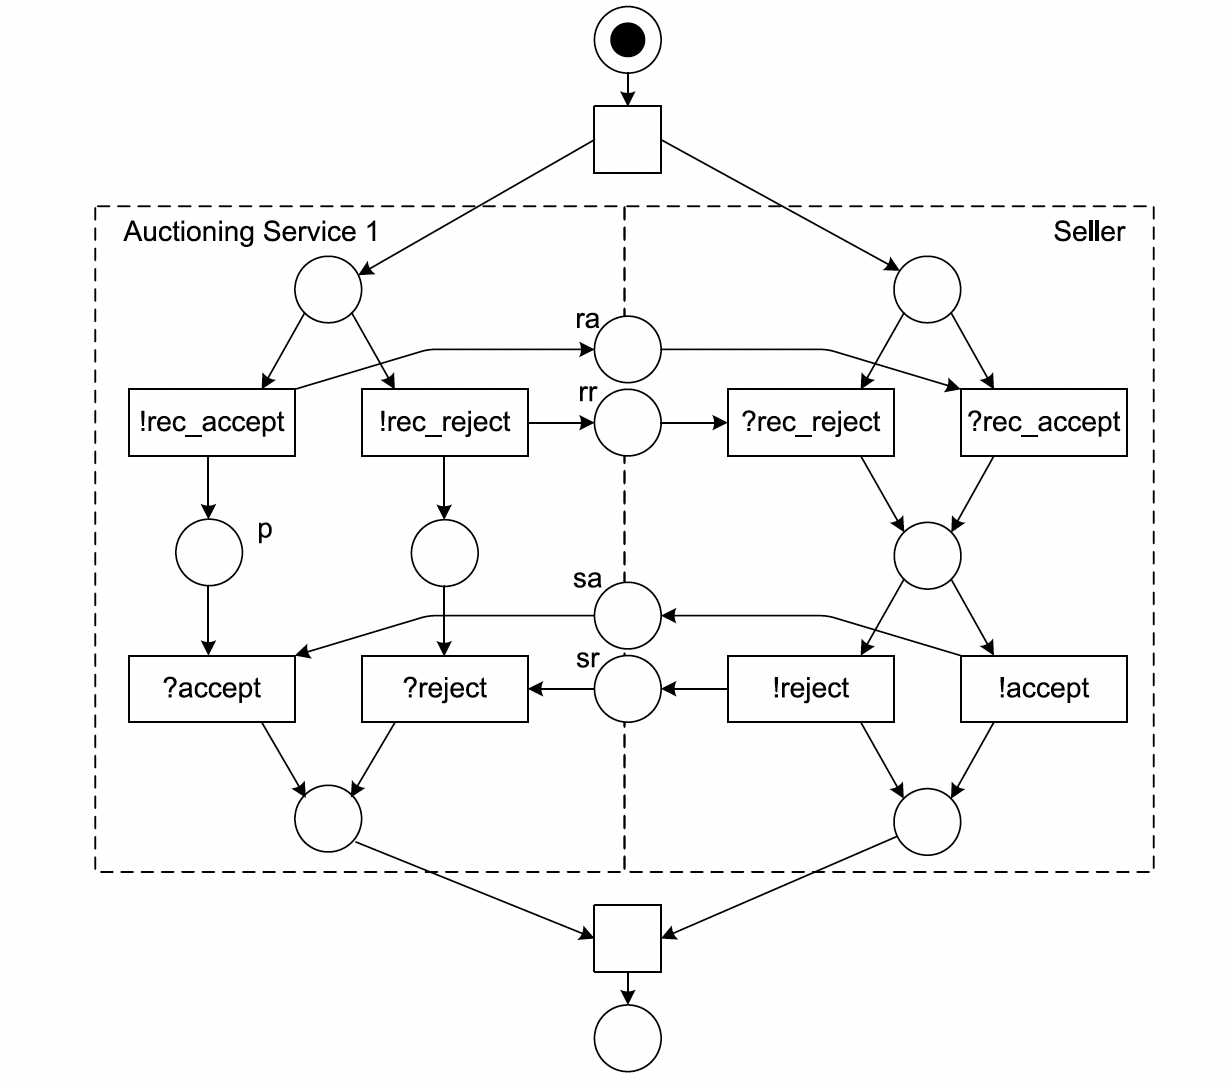 Auctioning Service 1
Seller
ra
rr
!rec_accept
!rec_reject
?rec_reject
?rec_accept
p
sa
sr
?accept
?reject
!reject
!accept